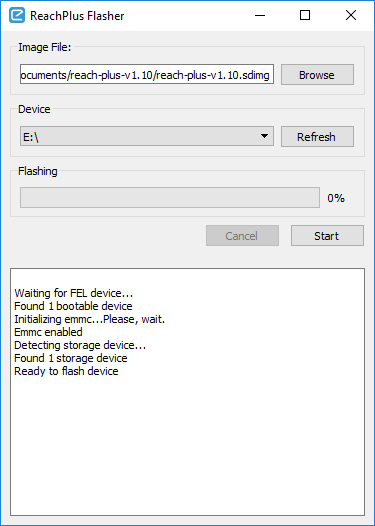 ReachPlus Flasher
Image File:
ocuments/reach-plus-v1.10/reach-plus-v1.10.sdimg
Browse
Device
E:\
Refresh
Flashing
0%
Cancel
Start
Waiting for FEL device...
Found 1 bootable device
Initializing emmc...Please, wait.
Emmc enabled
Detecting storage device...
Found 1 storage device
Ready to flash device